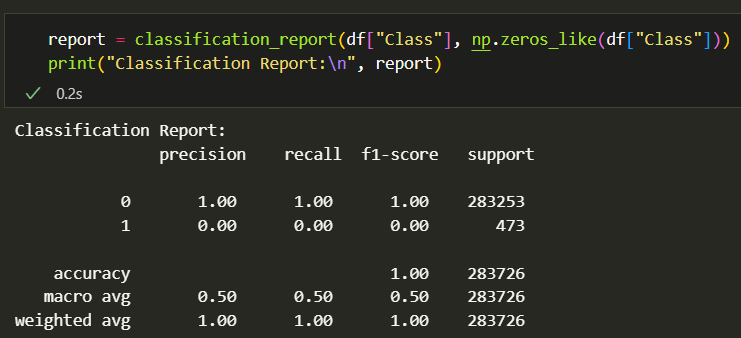 report = classification_report(df["Class"], np.zeros_like(df["Class"]))
print("Classification Report:\n", report)
0.2s
Classification Report:
precision recall f1-score support
0 1.00 1.00 1.00 283253
1 0.00 0.00 0.00 473
accuracy 1.00 283726
macro avg 0.50 0.50 0.50 283726
weighted avg 1.00 1.00 1.00 283726